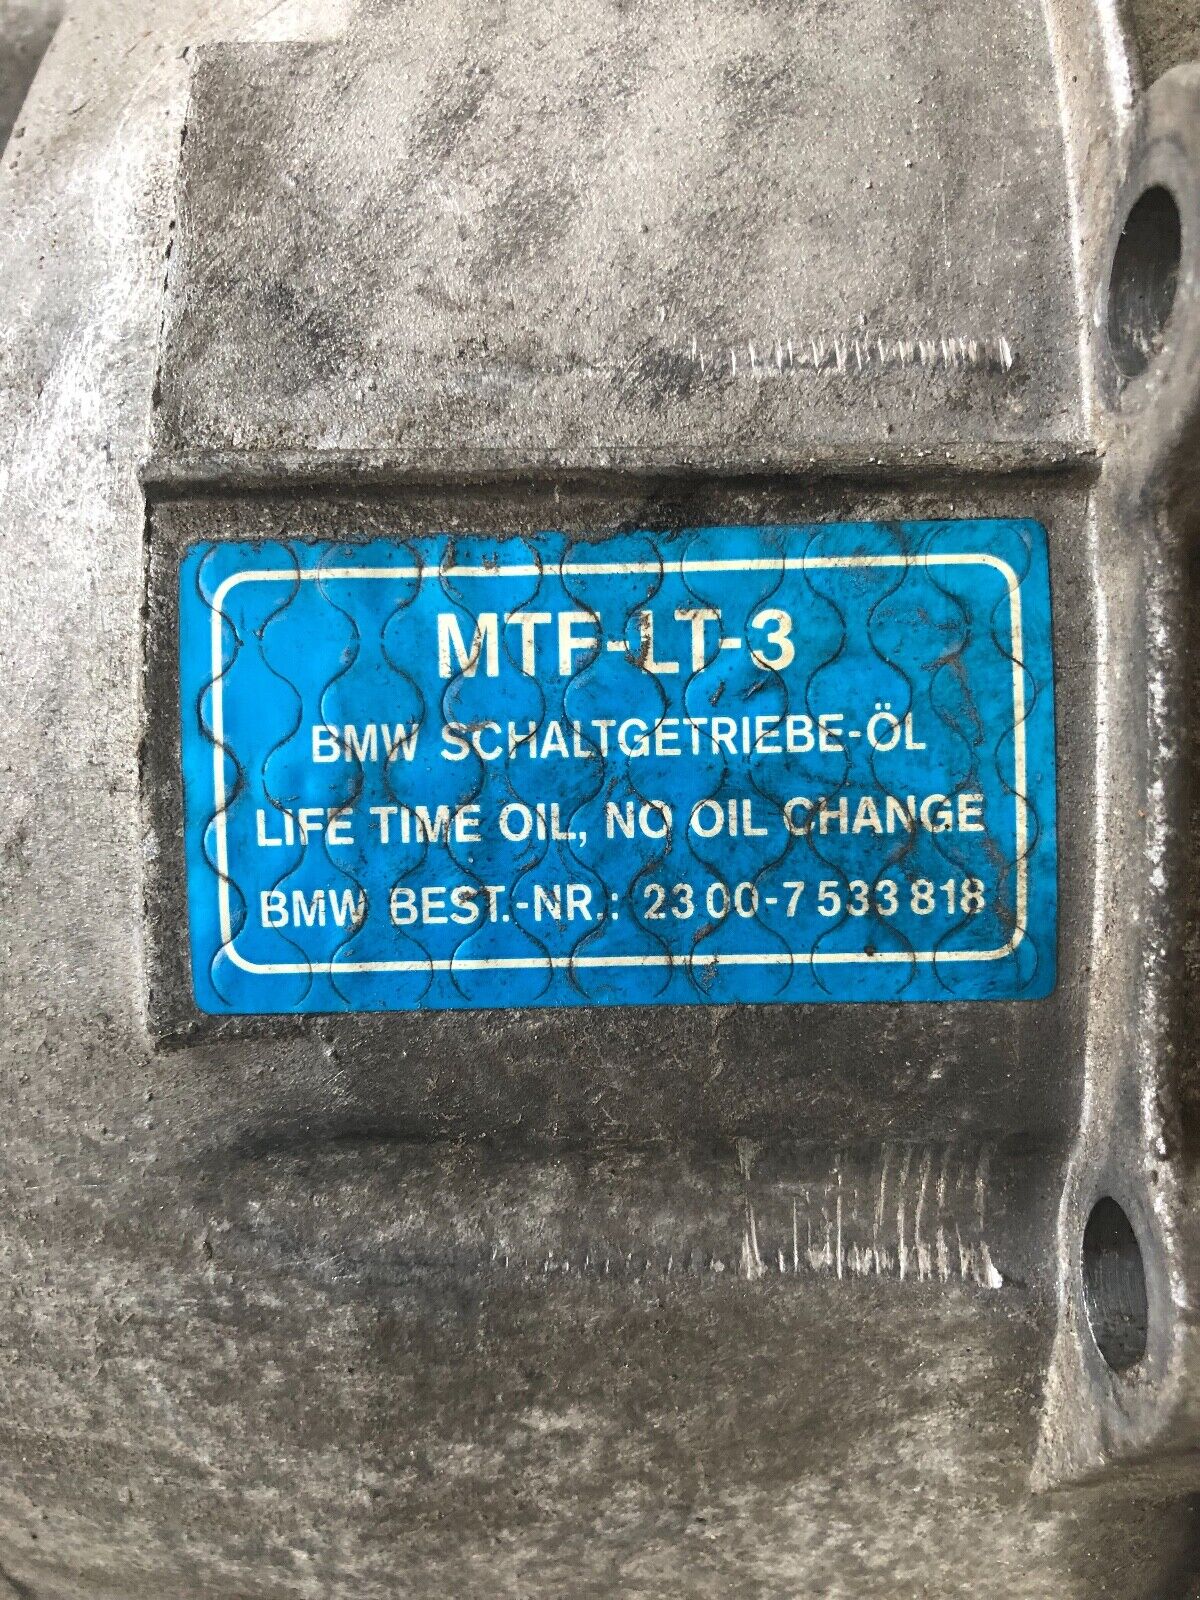 MTF-LT-3
BMW SCHALTGETRIEBE-ÖL
LIFE TIME OIL, NO OIL CHANGE
BMW BEST.-NR.: 23 00-7 533 818